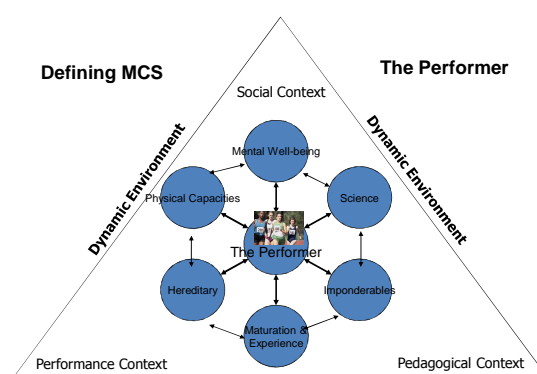 Defining MCS
The Performer
Social Context
Dynamic Environment
Dynamic Environment
Mental Well-being
Physical Capacities
Science
The Performer
Hereditary
Imponderables
Maturation &
Experience
Performance Context
Pedagogical Context